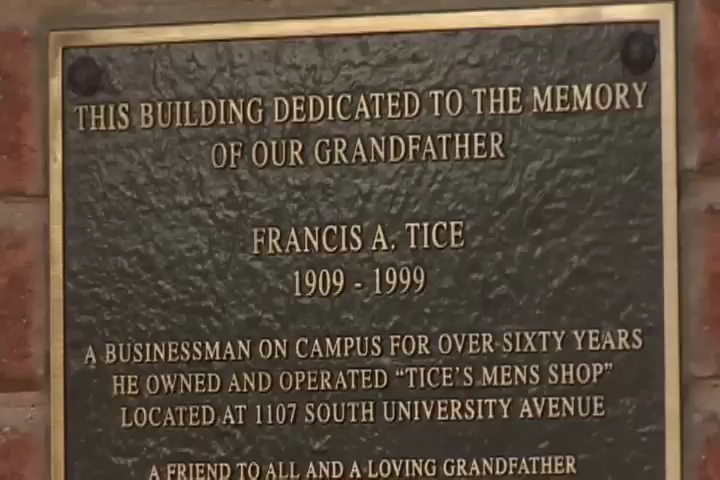 THIS BUILDING DEDICATED TO THE MEMORY
OF OUR GRANDFATHER
FRANCIS A. TICE
1909 - 1999
A BUSINESSMAN ON CAMPUS FOR OVER SIXTY YEARS
HE OWNED AND OPERATED “TICE'S MENS SHOP”
LOCATED AT 1107 SOUTH UNIVERSITY AVENUE
A FRIEND TO ALL AND A LOVING GRANDFATHER